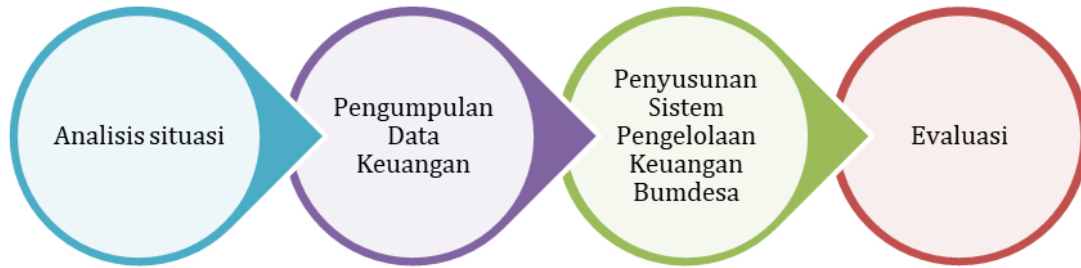 Analisis situasi
Pengumpulan
Data
Keuangan
Penyusunan
Sistem
Pengelolaan
Keuangan
Bumdesa
Evaluasi